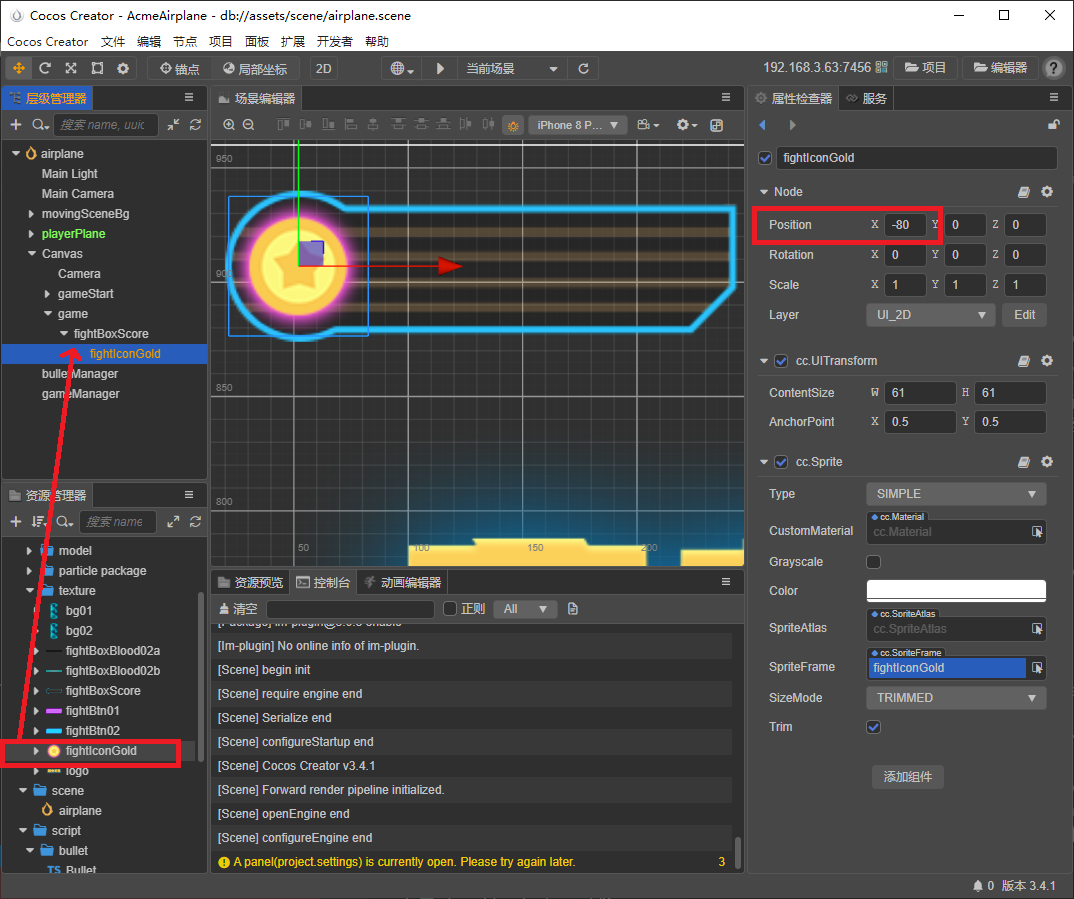 Cocos Creator - AcmeAirplane - db://assets/scene/airplane.scene
Cocos Creator 文件 编辑 节点 项目 面板 扩展 开发者 帮助
锚点 局部坐标 2D 当前场景 192.168.3.63:7456 项目 编辑器 ?
层级管理器
搜索 name, uuic
airplane
Main Light
Main Camera
movingSceneBg
playerPlane
Canvas
Camera
gameStart
game
fightBoxScore
fightIconGold
bulletManager
gameManager
资源管理器
搜索 name
model
particle package
texture
bg01
bg02
fightBoxBlood02a
fightBoxBlood02b
fightBoxScore
fightBtn01
fightBtn02
fightIconGold
logo
scene
airplane
script
bullet
TS Bullet
场景编辑器
iPhone 8 P...
950
900
850
800
50 100 150 200
资源预览 控制台 动画编辑器
清空 正则 All
[Package] im-plugin@
[Im-plugin] No online info of im-plugin.
[Scene] begin init
[Scene] require engine end
[Scene] Serialize end
[Scene] configureStartup end
[Scene] Cocos Creator v3.4.1
[Scene] Forward render pipeline initialized.
[Scene] openEngine end
[Scene] configureEngine end
A panel(project.settings) is currently open. Please try again later. 3
属性检查器 服务
fightIconGold
Node
Position X -80 Y 0 Z 0
Rotation X 0 Y 0 Z 0
Scale X 1 Y 1 Z 1
Layer UI_2D Edit
cc.UITransform
ContentSize W 61 H 61
AnchorPoint X 0.5 Y 0.5
cc.Sprite
Type SIMPLE
cc.Material
CustomMaterial cc.Material
Grayscale
Color
cc.SpriteAtlas
SpriteAtlas cc.SpriteAtlas
cc.SpriteFrame
SpriteFrame fightIconGold
SizeMode TRIMMED
Trim
添加组件
0 版本 3.4.1